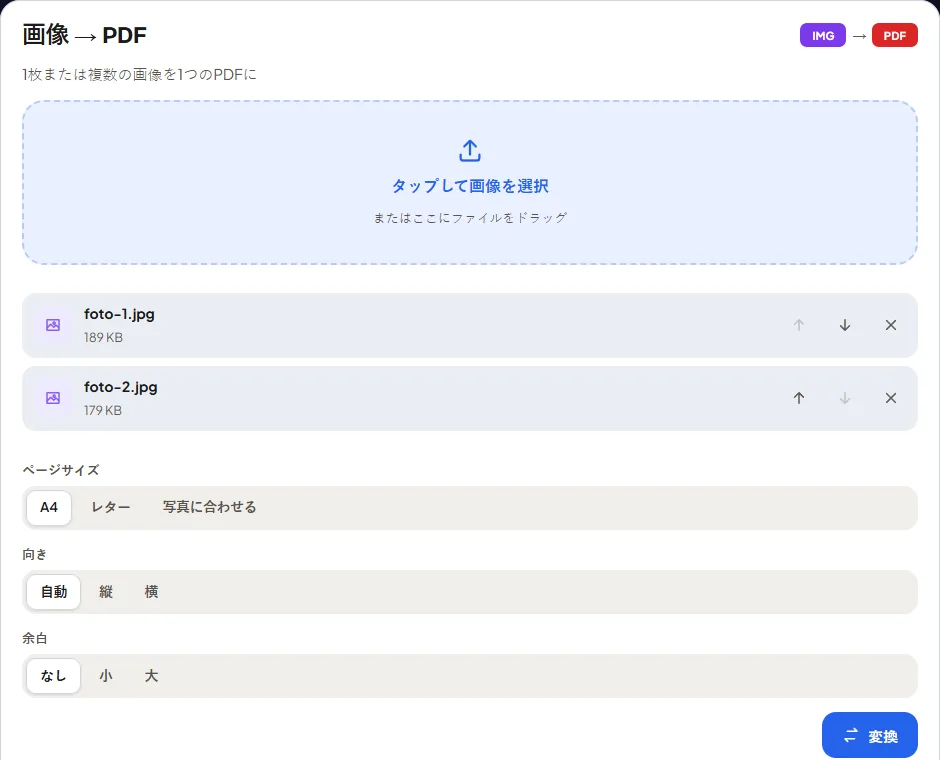 画像 → PDF
IMG → PDF
1枚または複数の画像を1つのPDFに
タップして画像を選択
またはここにファイルをドラッグ
foto-1.jpg
189 KB
foto-2.jpg
179 KB
ページサイズ
A4 レター 写真に合わせる
向き
自動 縦 横
余白
なし 小 大
変換